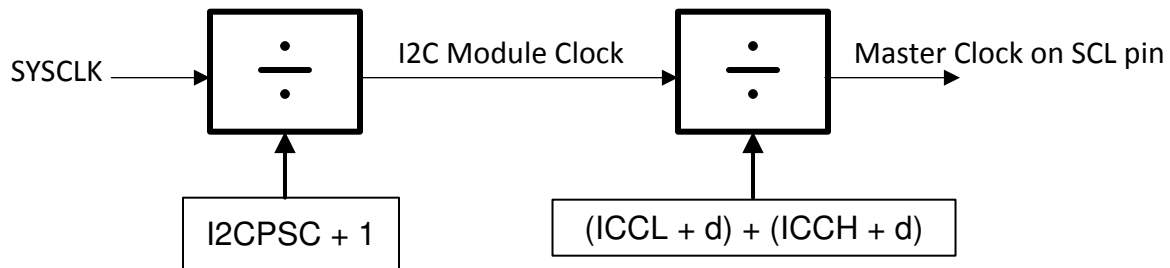 SYSCLK
I2C Module Clock
Master Clock on SCL pin
I2CPSC + 1
(ICCL + d) + (ICCH + d)